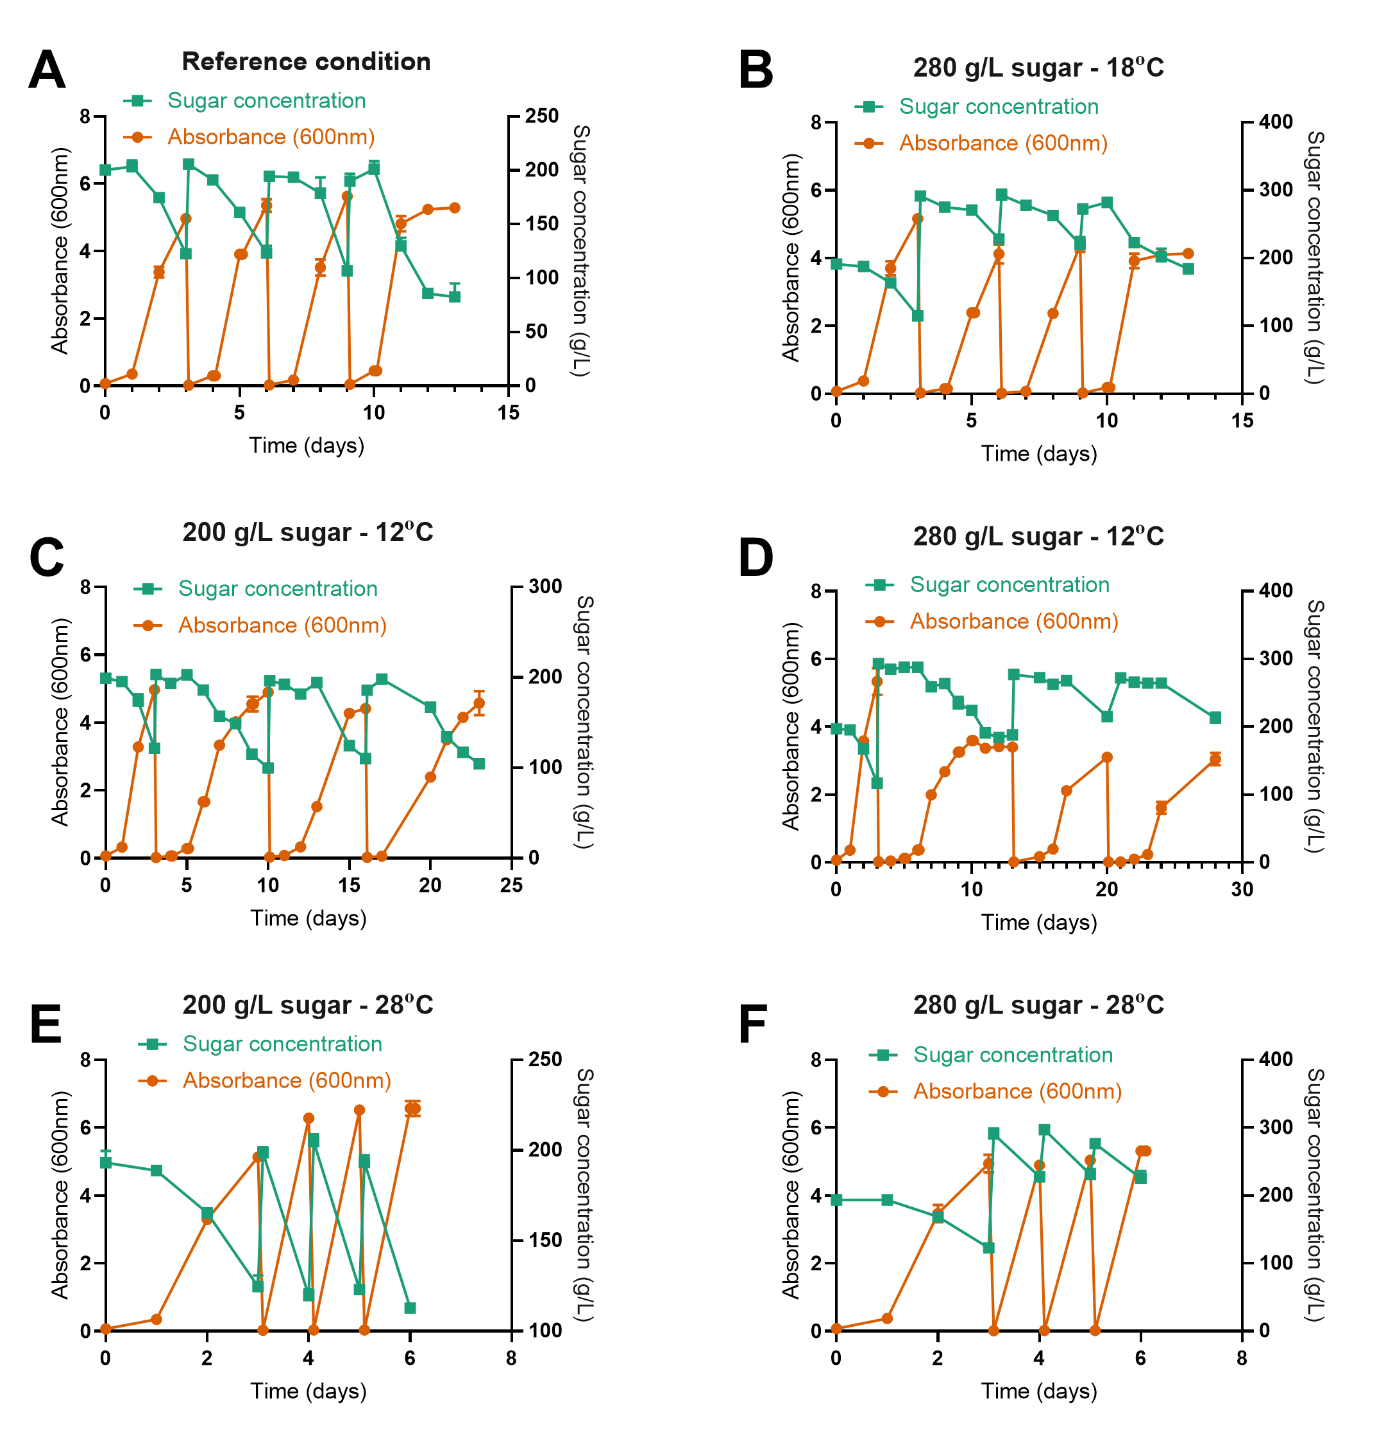 A
Reference condition
Sugar concentration
Absorbance (600nm)
Absorbance (600nm)
8
6
4
2
0
250
200
150
100
50
0
Sugar concentration (g/L)
0 5 10 15
Time (days)
B
280 g/L sugar - 18ºC
Sugar concentration
Absorbance (600nm)
Absorbance (600nm)
8
6
4
2
0
400
300
200
100
0
Sugar concentration (g/L)
0 5 10 15
Time (days)
C
200 g/L sugar - 12ºC
Sugar concentration
Absorbance (600nm)
Absorbance (600nm)
8
6
4
2
0
300
200
100
0
Sugar concentration (g/L)
0 5 10 15 20 25
Time (days)
D
280 g/L sugar - 12ºC
Sugar concentration
Absorbance (600nm)
Absorbance (600nm)
8
6
4
2
0
400
300
200
100
0
Sugar concentration (g/L)
0 10 20 30
Time (days)
E
200 g/L sugar - 28ºC
Sugar concentration
Absorbance (600nm)
Absorbance (600nm)
8
6
4
2
0
250
200
150
100
Sugar concentration (g/L)
0 2 4 6 8
Time (days)
F
280 g/L sugar - 28ºC
Sugar concentration
Absorbance (600nm)
Absorbance (600nm)
8
6
4
2
0
400
300
200
100
0
Sugar concentration (g/L)
0 2 4 6 8
Time (days)